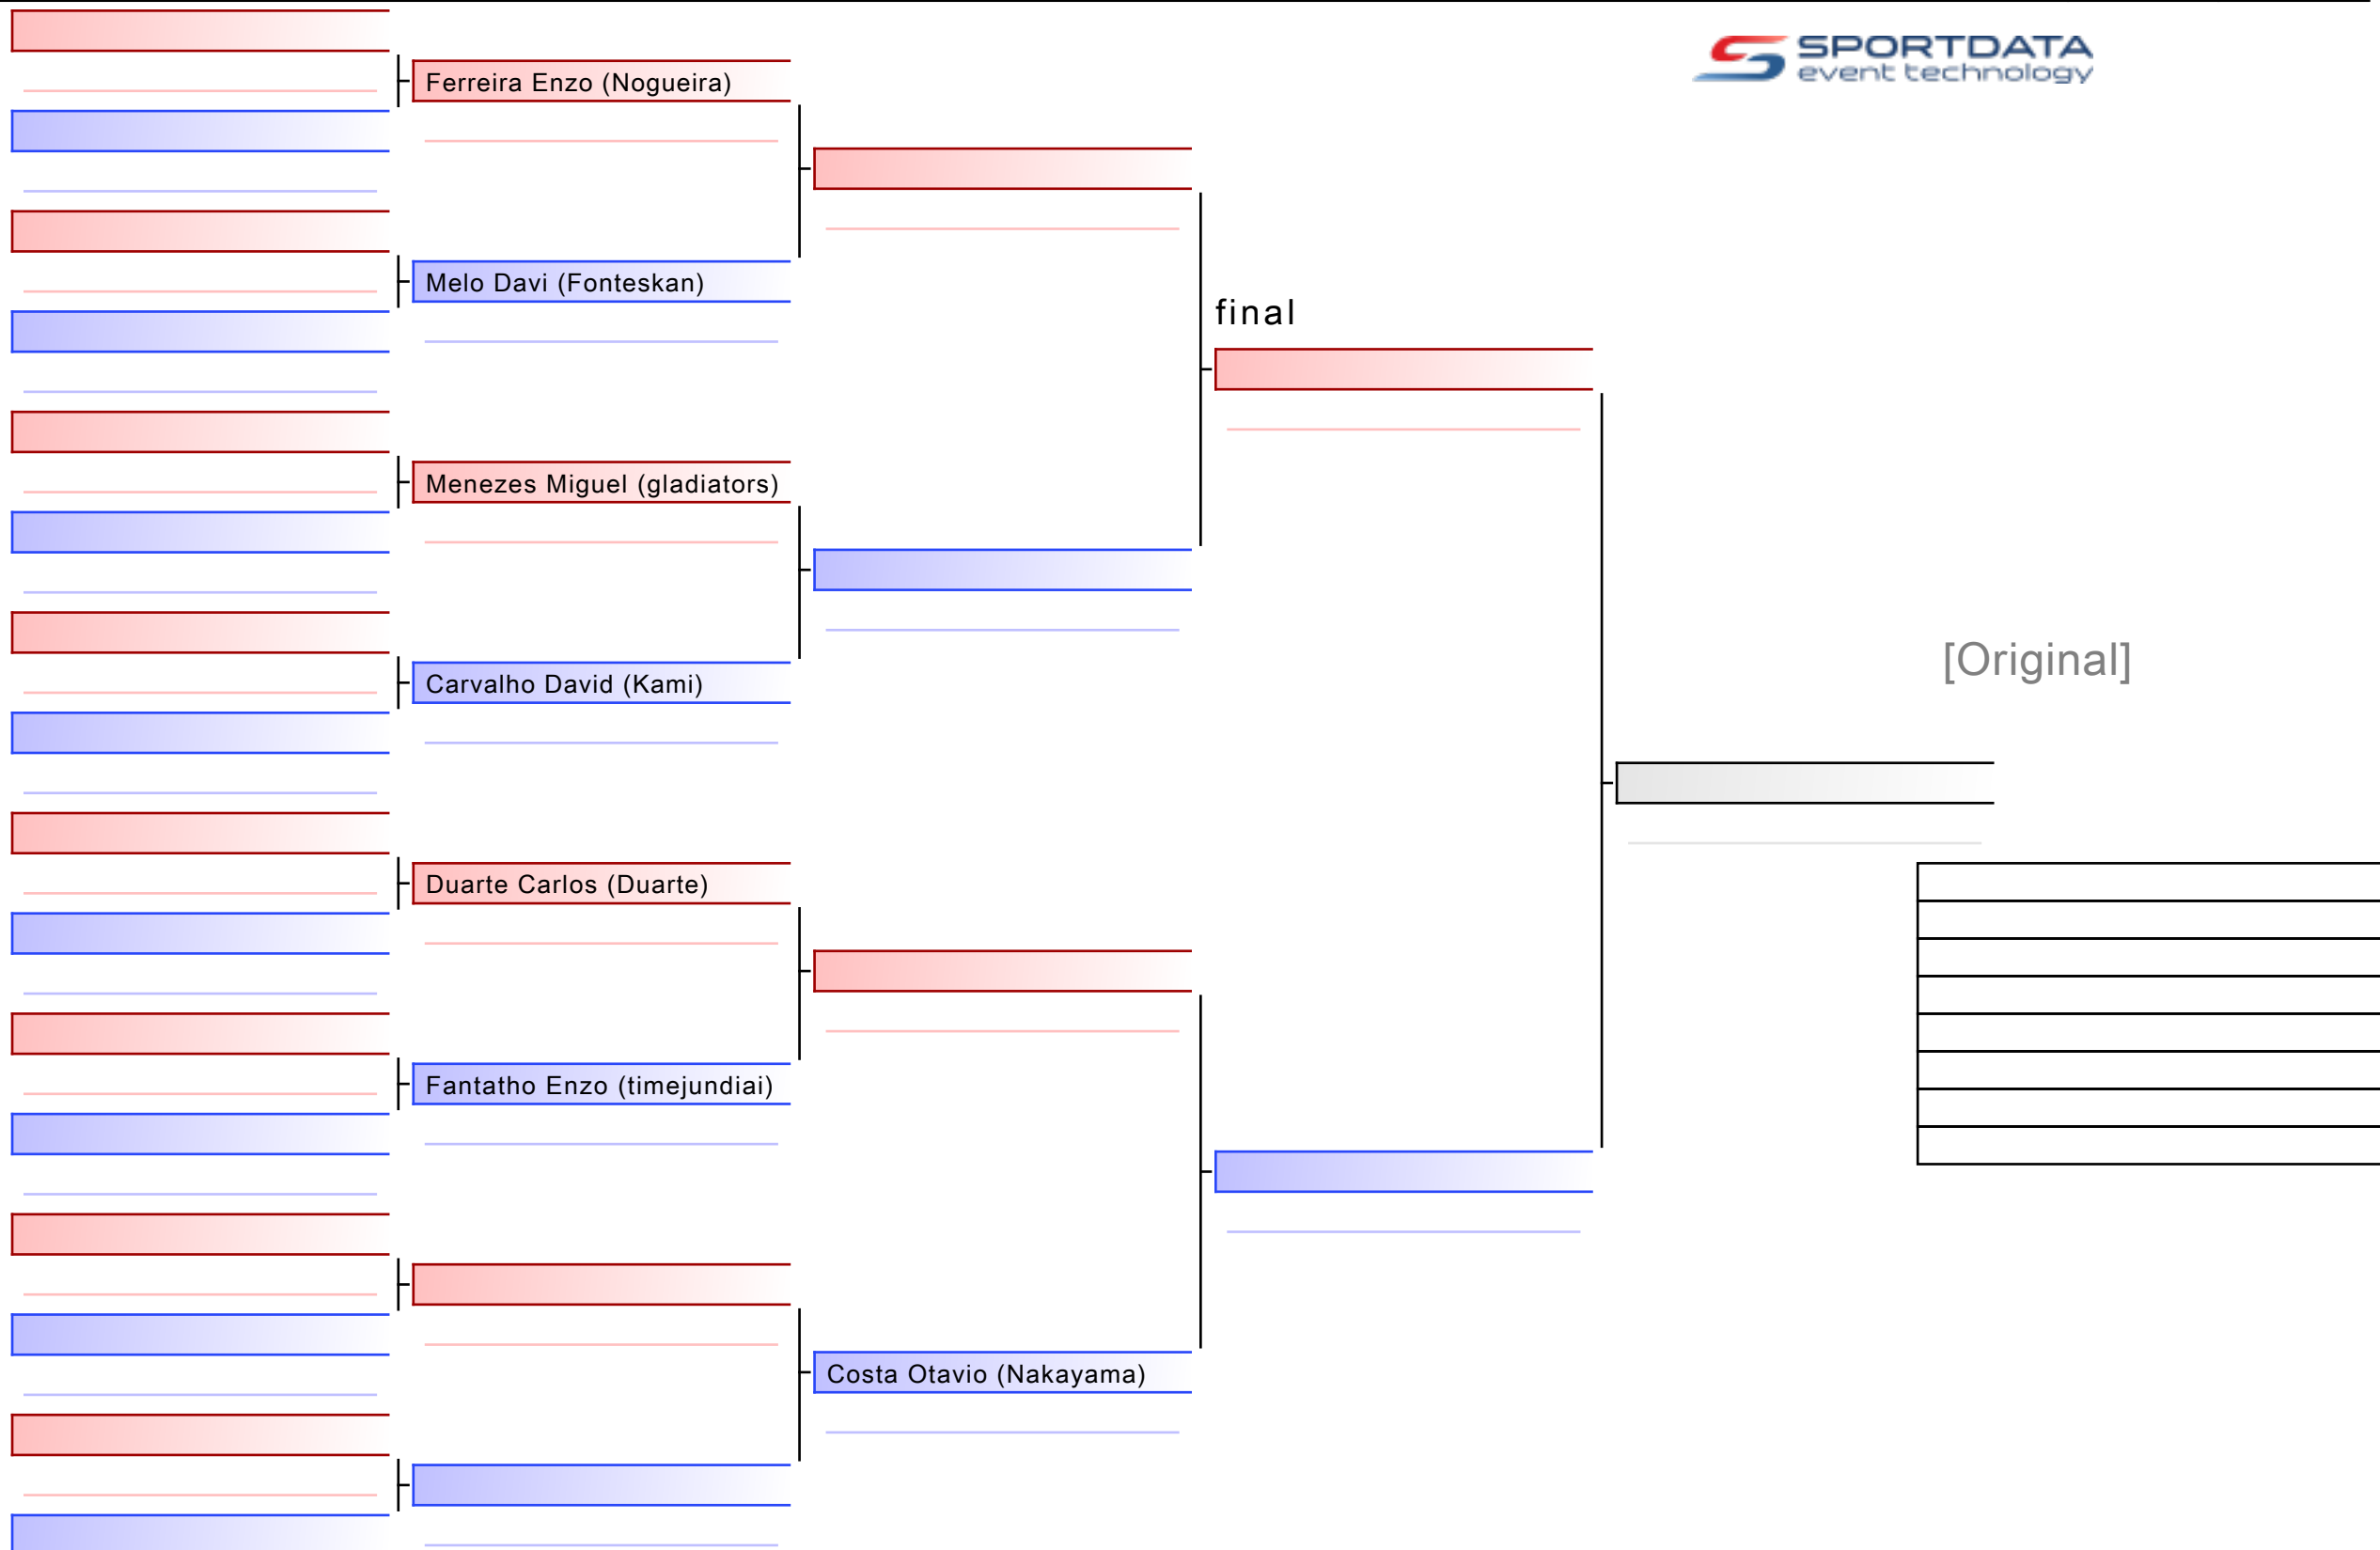 SPORTDATA
event technology
Ferreira Enzo (Nogueira)
Melo Davi (Fonteskan)
final
Menezes Miguel (gladiators)
[Original]
Carvalho David (Kami)
Duarte Carlos (Duarte)
Fantatho Enzo (timejundiai)
Costa Otavio (Nakayama)